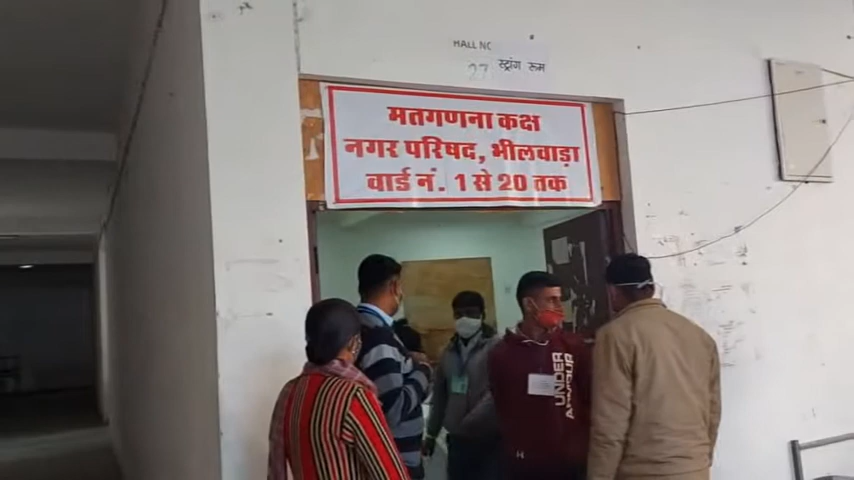 HALL NO
27 स्ट्रांग रूम
मतगणना कक्ष
नगर परिषद, भीलवाड़ा
वार्ड नं. 1 से 20 तक
UNDER
ARMOUR